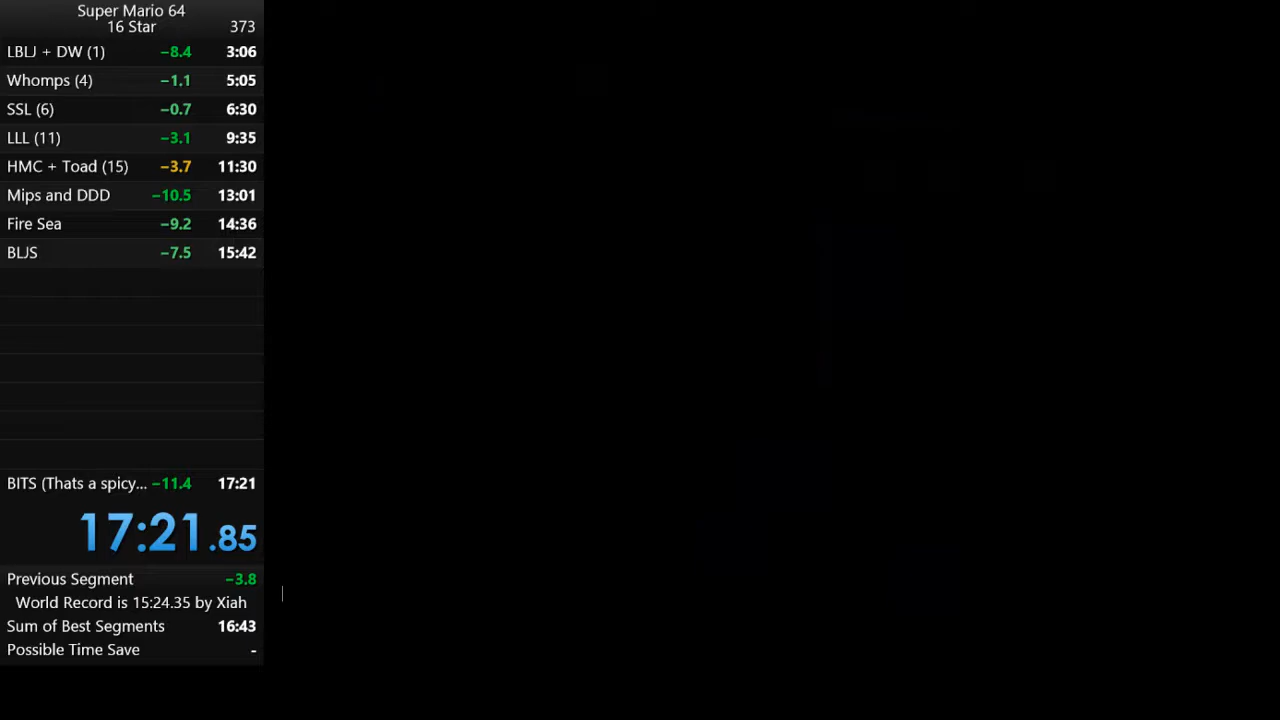 Super Mario 64
16 Star 373
LBLJ + DW (1) −8.4 3:06
Whomps (4) −1.1 5:05
SSL (6) −0.7 6:30
LLL (11) −3.1 9:35
HMC + Toad (15) −3.7 11:30
Mips and DDD −10.5 13:01
Fire Sea −9.2 14:36
BLJS −7.5 15:42
BITS (Thats a spicy... −11.4 17:21
17:21.85
Previous Segment −3.8
World Record is 15:24.35 by Xiah
Sum of Best Segments 16:43
Possible Time Save -